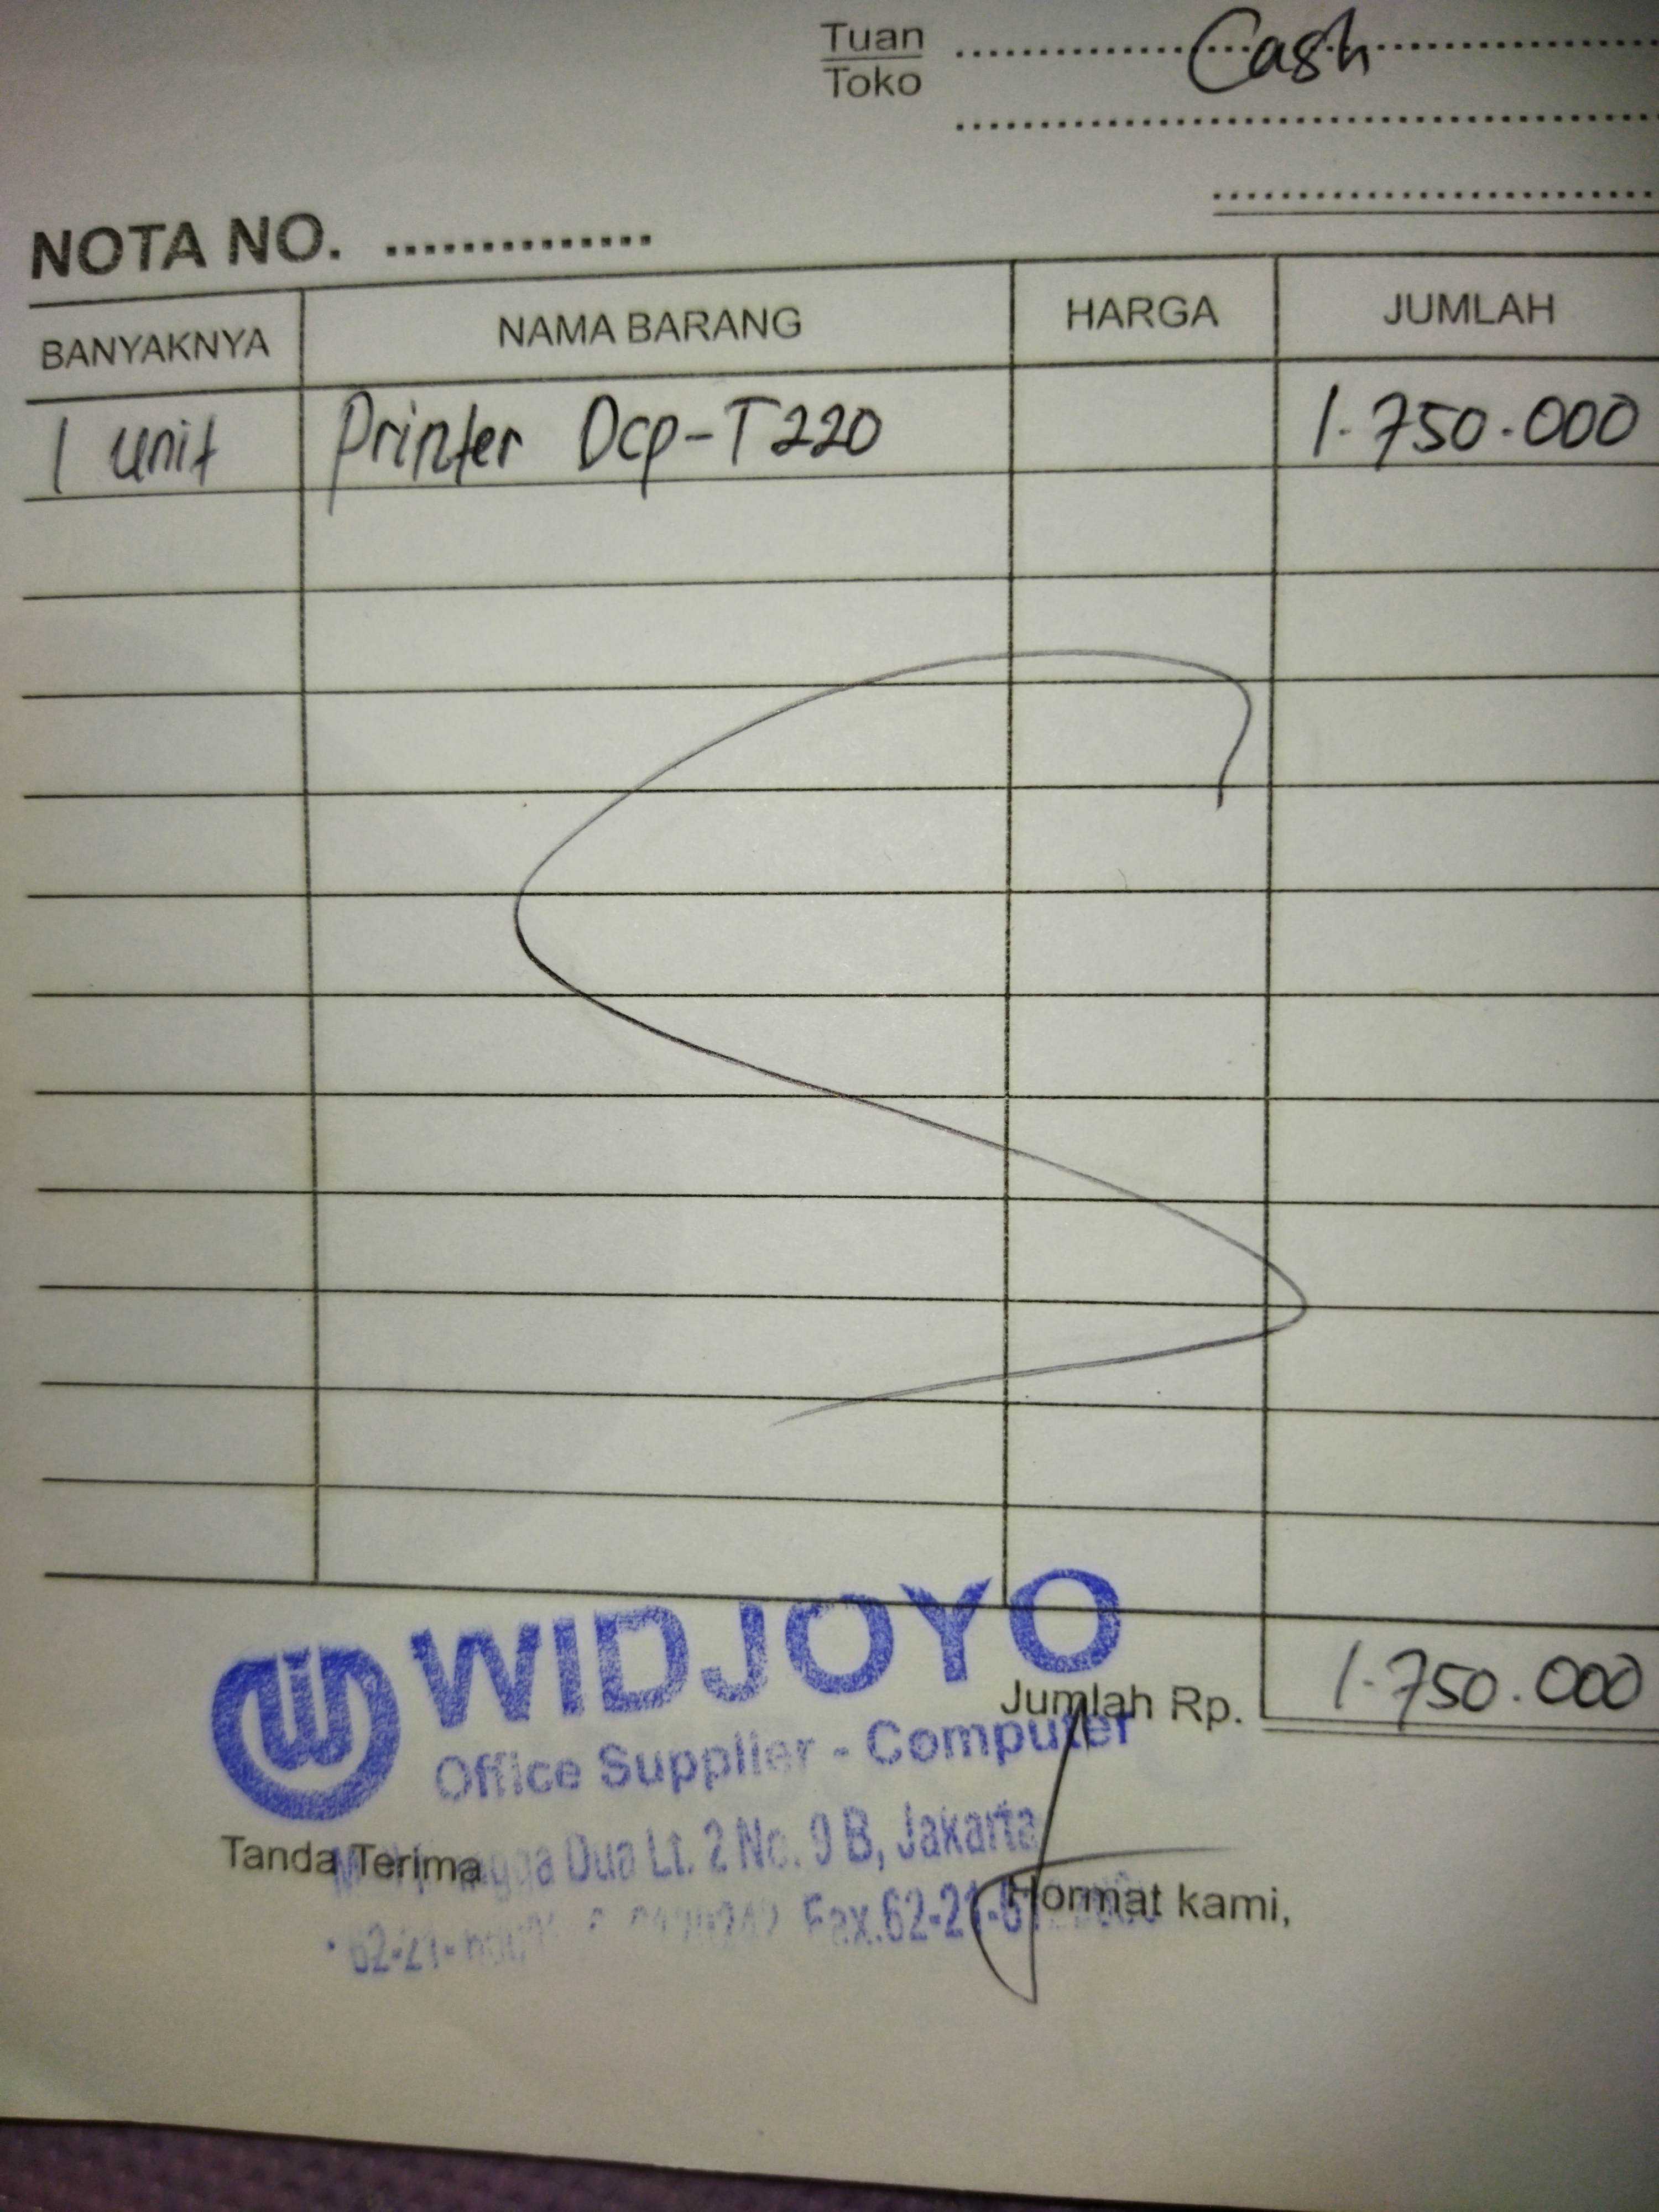 Tuan Cash
Toko
NOTA NO. ..............
BANYAKNYA NAMA BARANG HARGA JUMLAH
1 unit Printer Dcp-T220 1.750.000
WIDJOYO
Jumlah Rp. 1.750.000
Office Supplier - Computer
Dua Lt. 2 No. 9 B, Jakarta
Tanda Terima
Fax.62-21-6
Hormat kami,